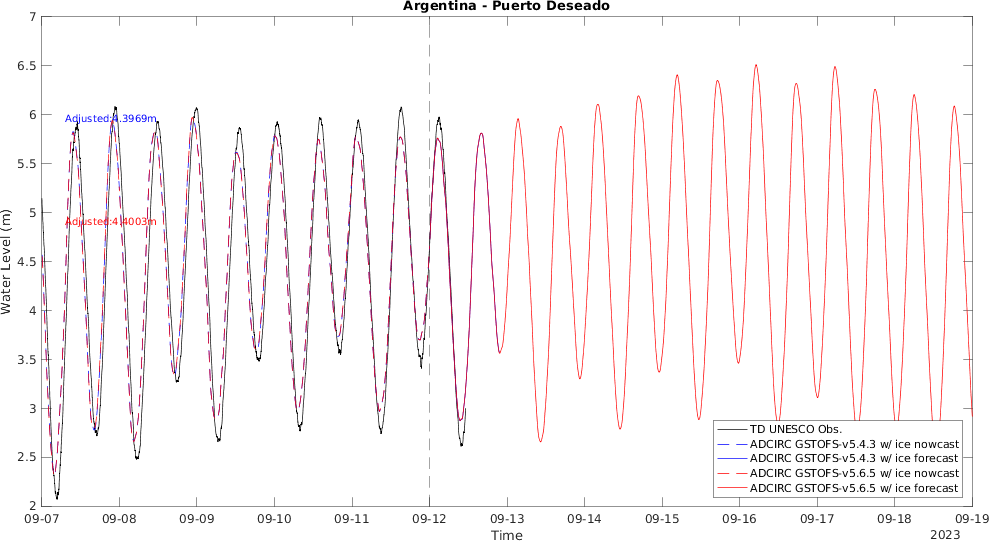 Argentina - Puerto Deseado
7
6.5
6
5.5
5
4.5
4
3.5
3
2.5
2
Water Level (m)
Adjusted:4.3969m
Adjusted:4.4003m
TD UNESCO Obs.
ADCIRC GSTOFS-v5.4.3 w/ ice nowcast
ADCIRC GSTOFS-v5.4.3 w/ ice forecast
ADCIRC GSTOFS-v5.6.5 w/ ice nowcast
ADCIRC GSTOFS-v5.6.5 w/ ice forecast
09-07 09-08 09-09 09-10 09-11 09-12 09-13 09-14 09-15 09-16 09-17 09-18 09-19
Time
2023